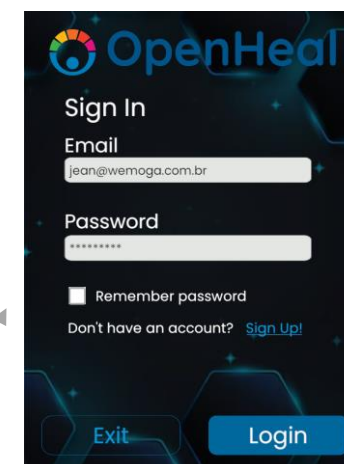 OpenHeal
Sign In
Email
jean@wemoga.com.br
Password
*********
Remember password
Don't have an account? Sign Up!
Exit
Login